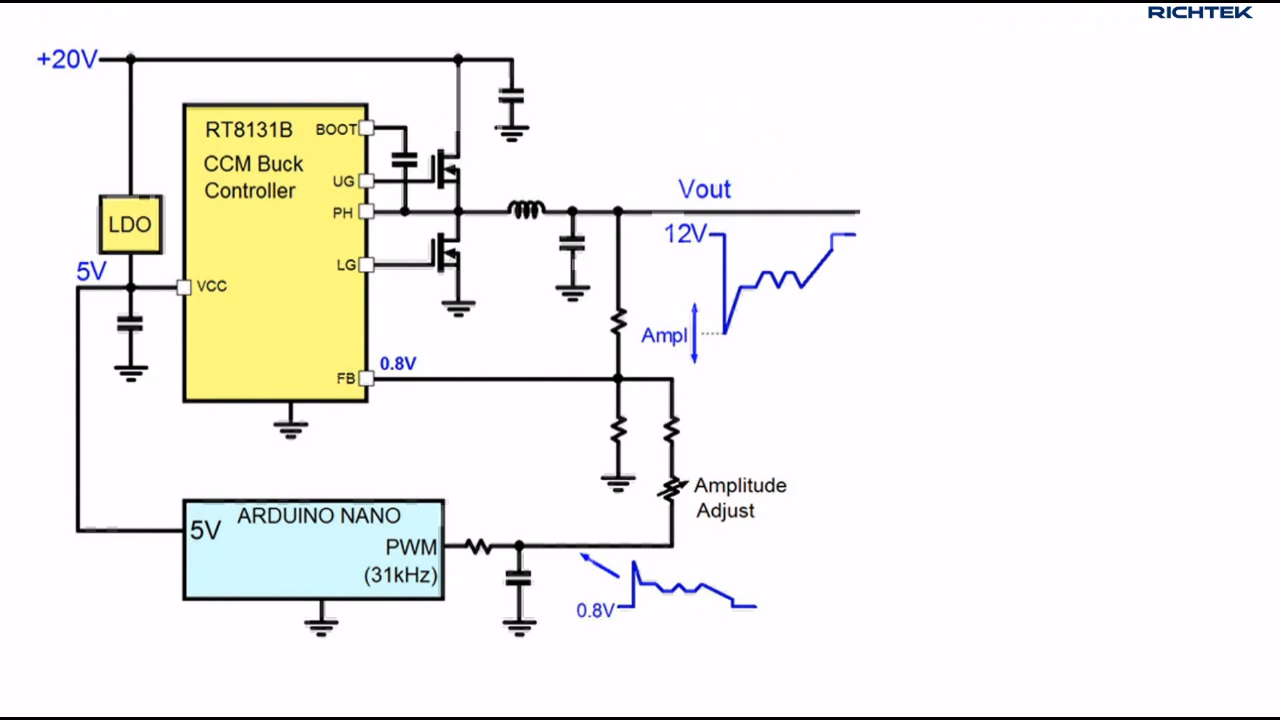 RICHTEK
+20V
RT8131B
BOOT
CCM Buck
Controller
UG
PH
LG
LDO
5V
VCC
FB
0.8V
Vout
12V
Ampl
Amplitude
Adjust
ARDUINO NANO
5V
PWM
(31kHz)
0.8V